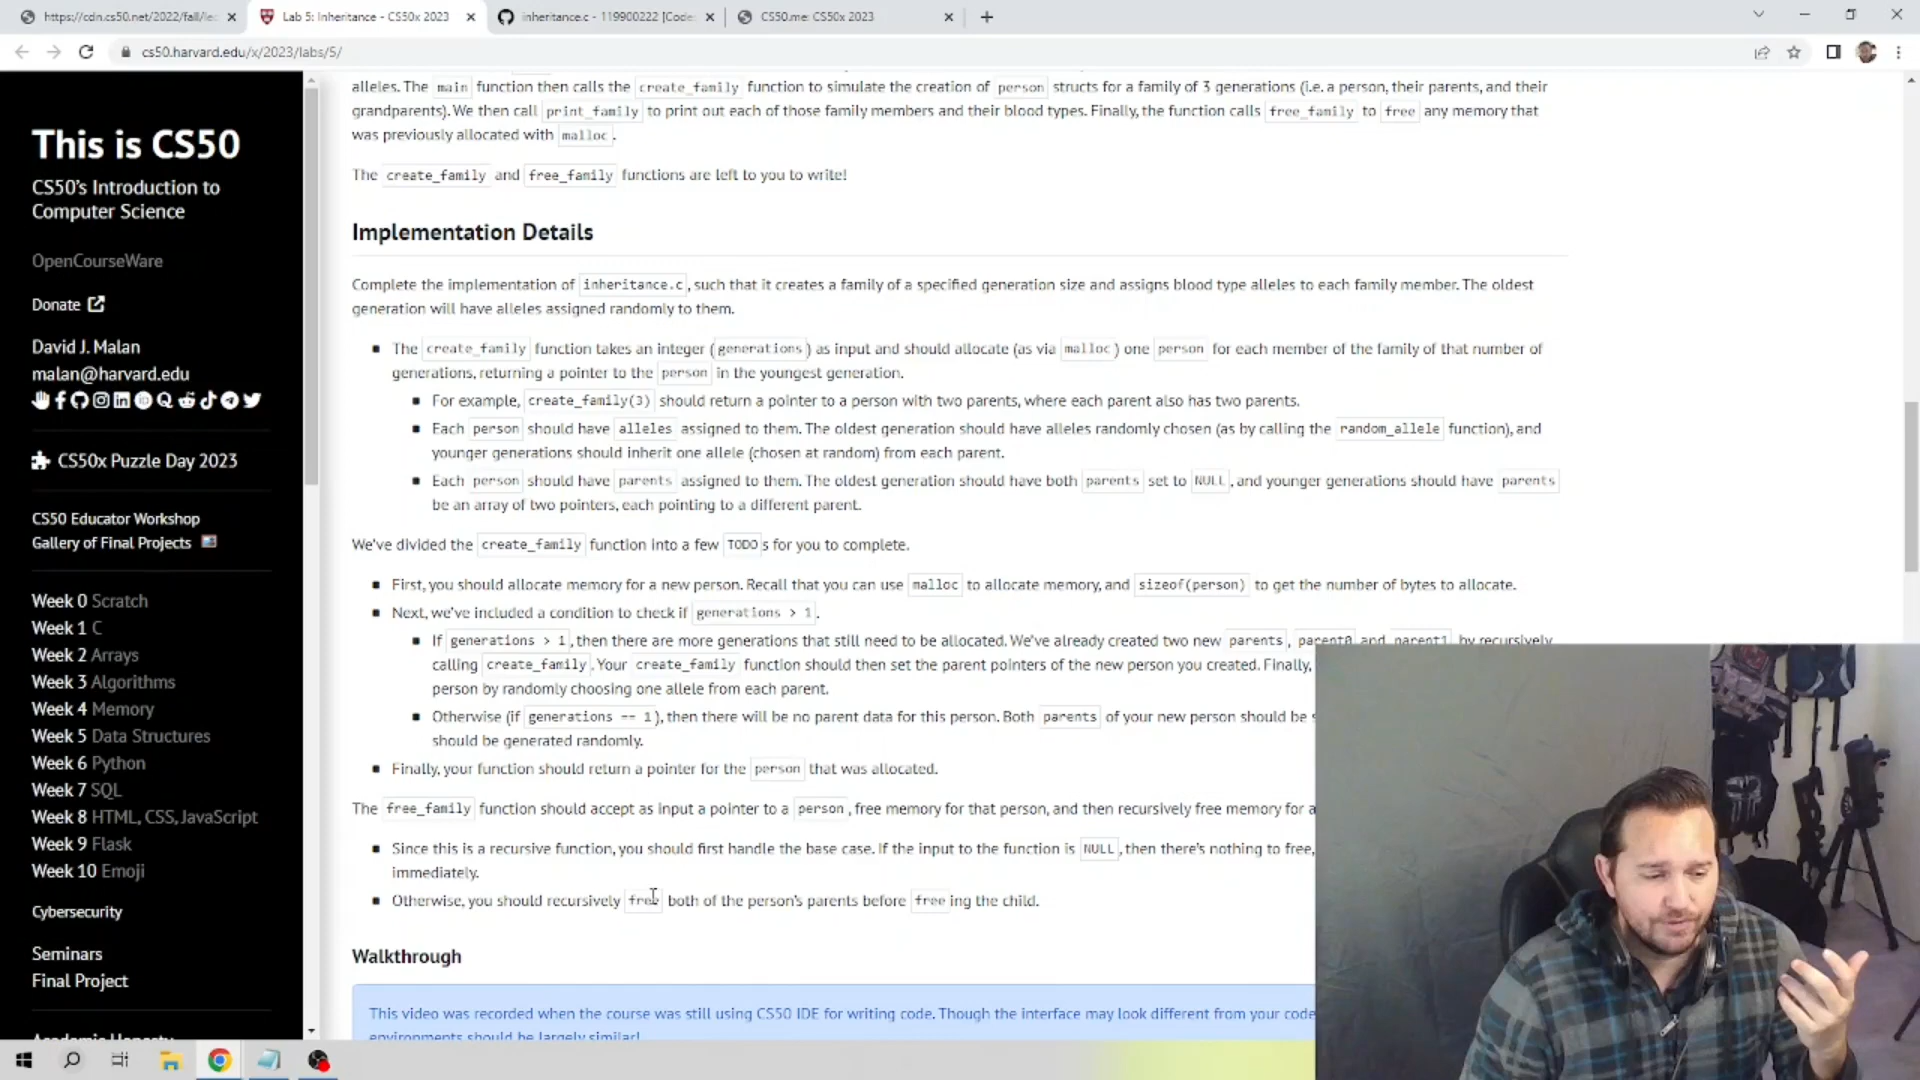 https://cdn.cs50.net/2022/fall/le
Lab 5: Inheritance - CS50x 2023
inheritance.c - 119900222 [Code
CS50.me: CS50x 2023
cs50.harvard.edu/x/2023/labs/5/
This is CS50
CS50's Introduction to
Computer Science
OpenCourseWare
Donate
David J. Malan
malan@harvard.edu
CS50x Puzzle Day 2023
CS50 Educator Workshop
Gallery of Final Projects
Week 0 Scratch
Week 1 C
Week 2 Arrays
Week 3 Algorithms
Week 4 Memory
Week 5 Data Structures
Week 6 Python
Week 7 SQL
Week 8 HTML, CSS, JavaScript
Week 9 Flask
Week 10 Emoji
Cybersecurity
Seminars
Final Project
Academic Honesty
alleles. The main function then calls the create_family function to simulate the creation of person structs for a family of 3 generations (i.e. a person, their parents, and their
grandparents). We then call print_family to print out each of those family members and their blood types. Finally, the function calls free_family to free any memory that
was previously allocated with malloc.
The create_family and free_family functions are left to you to write!
Implementation Details
Complete the implementation of inheritance.c, such that it creates a family of a specified generation size and assigns blood type alleles to each family member. The oldest
generation will have alleles assigned randomly to them.
The create_family function takes an integer (generations) as input and should allocate (as via malloc) one person for each member of the family of that number of
generations, returning a pointer to the person in the youngest generation.
For example, create_family(3) should return a pointer to a person with two parents, where each parent also has two parents.
Each person should have alleles assigned to them. The oldest generation should have alleles randomly chosen (as by calling the random_allele function), and
younger generations should inherit one allele (chosen at random) from each parent.
Each person should have parents assigned to them. The oldest generation should have both parents set to NULL, and younger generations should have parents
be an array of two pointers, each pointing to a different parent.
We've divided the create_family function into a few TODOs for you to complete.
First, you should allocate memory for a new person. Recall that you can use malloc to allocate memory, and sizeof(person) to get the number of bytes to allocate.
Next, we've included a condition to check if generations > 1.
If generations > 1, then there are more generations that still need to be allocated. We've already created two new parents, parent0 and parent1, by recursively
calling create_family. Your create_family function should then set the parent pointers of the new person you created. Finally,
person by randomly choosing one allele from each parent.
Otherwise (if generations == 1), then there will be no parent data for this person. Both parents of your new person should be s
should be generated randomly.
Finally, your function should return a pointer for the person that was allocated.
The free_family function should accept as input a pointer to a person, free memory for that person, and then recursively free memory for a
Since this is a recursive function, you should first handle the base case. If the input to the function is NULL, then there's nothing to free,
immediately.
Otherwise, you should recursively free both of the person's parents before freeing the child.
Walkthrough
This video was recorded when the course was still using CS50 IDE for writing code. Though the interface may look different from your code
environments should be largely similar!